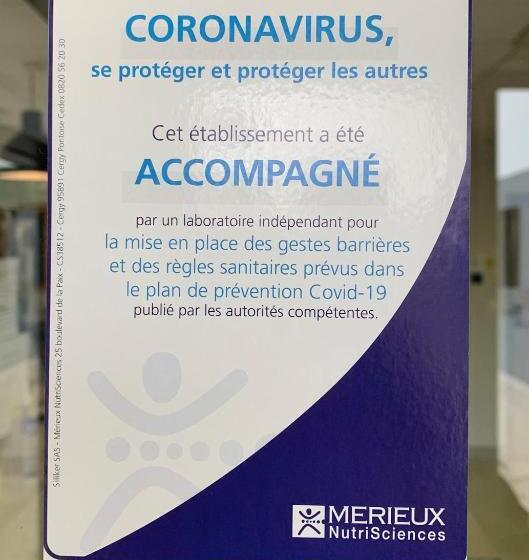 CORONAVIRUS,
se protéger et protéger les autres
Cet établissement a été
ACCOMPAGNÉ
par un laboratoire indépendant pour
la mise en place des gestes barrières
et des règles sanitaires prévus dans
le plan de prévention Covid-19
publié par les autorités compétentes.
MERIEUX
NutriSciences
Silliker SAS - Mérieux NutriSciences 25 boulevard de la Paix - CS38512 - Cergy 95891 Cergy Pontoise Cedex 0820 56 20 30